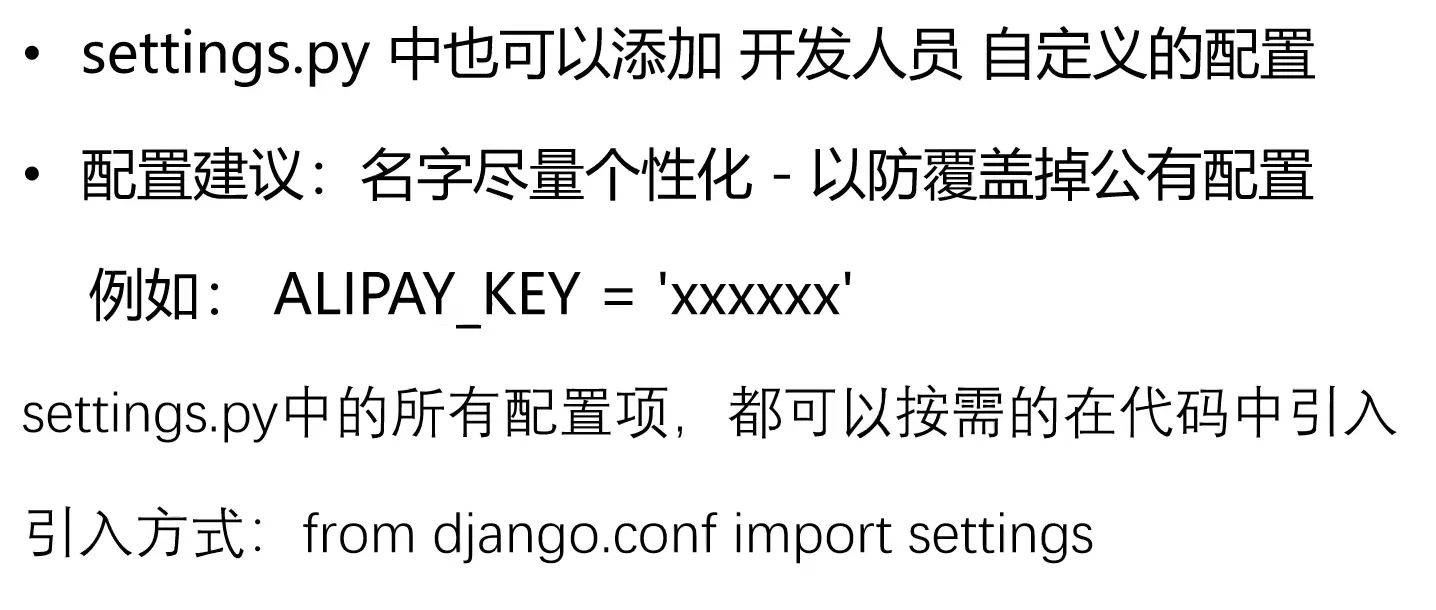 • settings.py 中也可以添加 开发人员 自定义的配置
• 配置建议：名字尽量个性化 - 以防覆盖掉公有配置
例如： ALIPAY_KEY = 'xxxxxx'
settings.py中的所有配置项，都可以按需的在代码中引入
引入方式：from django.conf import settings